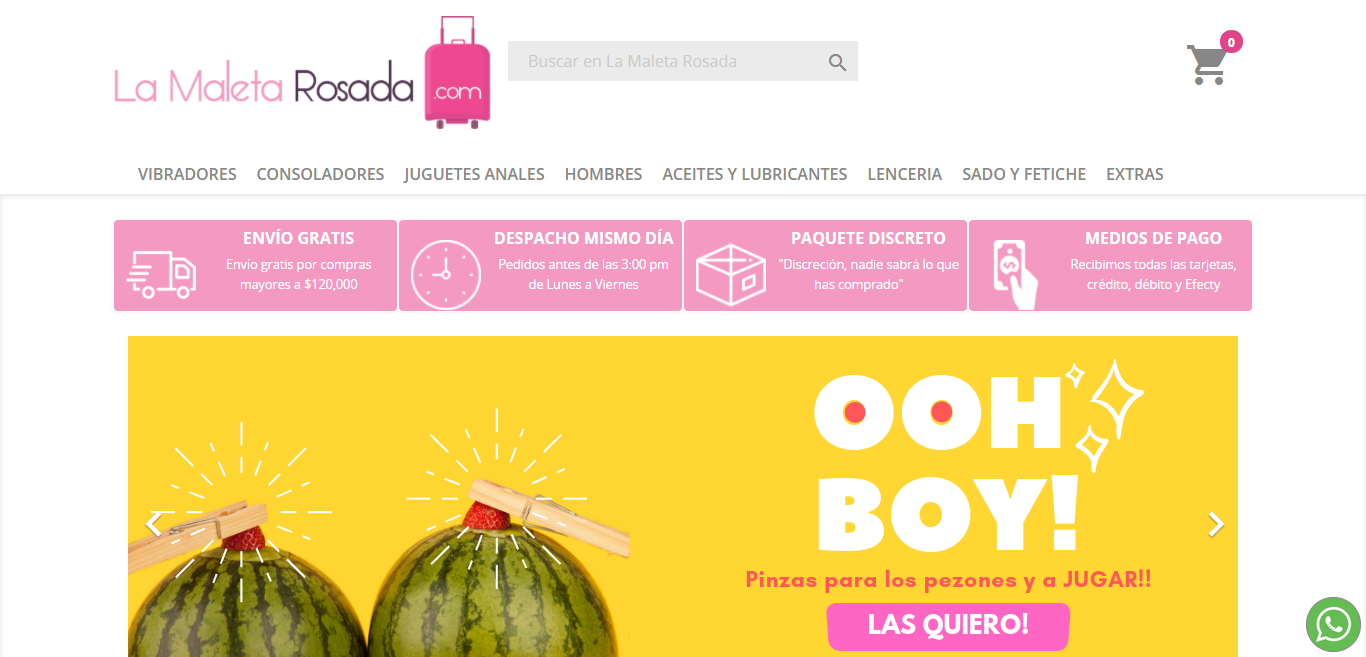 La Maleta Rosada .com
Buscar en La Maleta Rosada
0
VIBRADORES CONSOLADORES JUGUETES ANALES HOMBRES ACEITES Y LUBRICANTES LENCERIA SADO Y FETICHE EXTRAS
ENVÍO GRATIS
Envío gratis por compras
mayores a $120,000
DESPACHO MISMO DÍA
Pedidos antes de las 3:00 pm
de Lunes a Viernes
PAQUETE DISCRETO
"Discreción, nadie sabrá lo que
has comprado"
MEDIOS DE PAGO
Recibimos todas las tarjetas,
crédito, débito y Efecty
OOH
BOY!
Pinzas para los pezones y a JUGAR!!
LAS QUIERO!